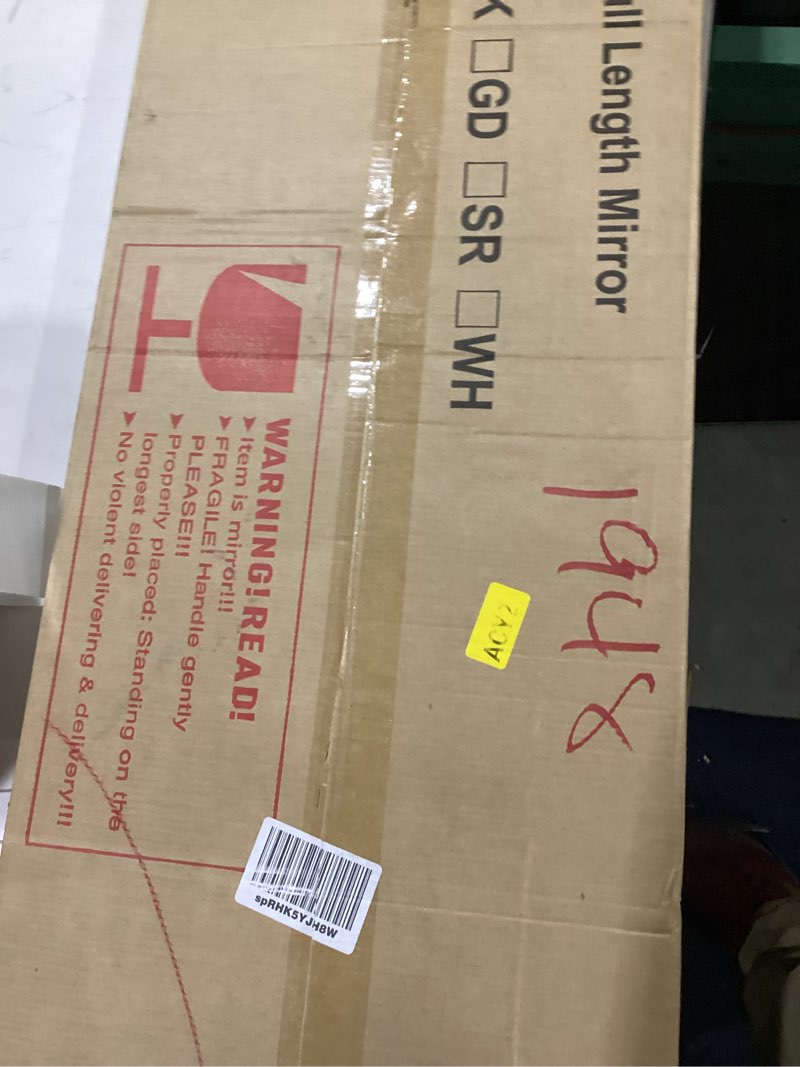 ll Length Mirror
K □GD □SR □WH
1948
ACY2
WARNING! READ!
➤Item is mirror!!!
➤FRAGILE! Handle gently
PLEASE!!!
➤Properly placed: Standing on the
longest side!
➤No violent delivering & delivery!!!
spRHK5YJH8W